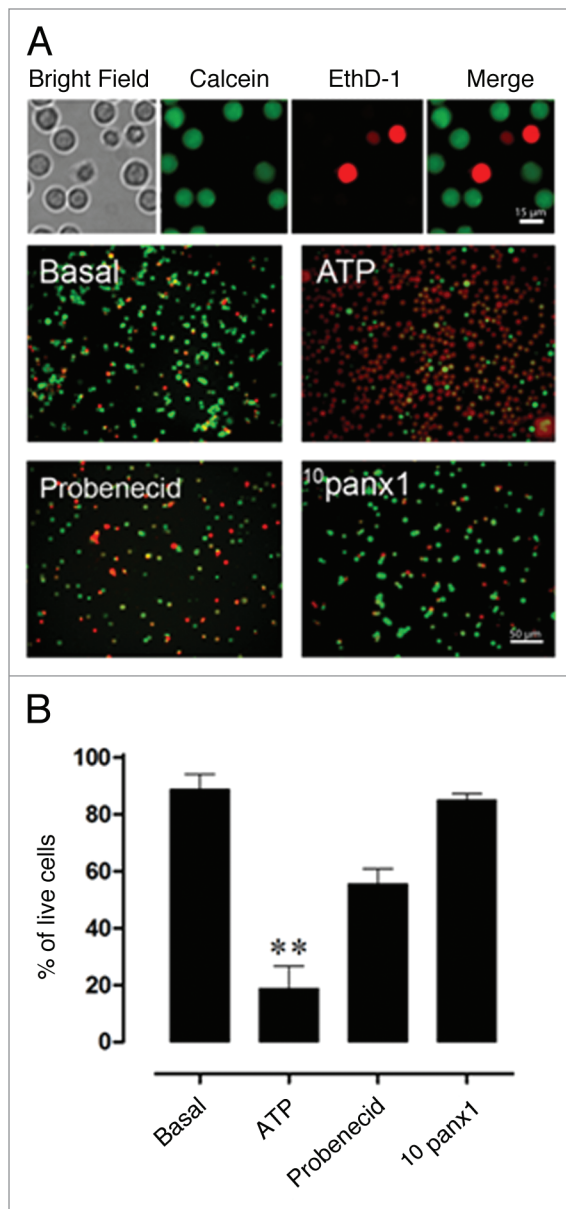 A
Bright Field Calcein EthD-1 Merge
15 µm
Basal
ATP
Probenecid
10panx1
50 µm
B
% of live cells
100
80
60
40
20
0
**
Basal
ATP
Probenecid
10 panx1